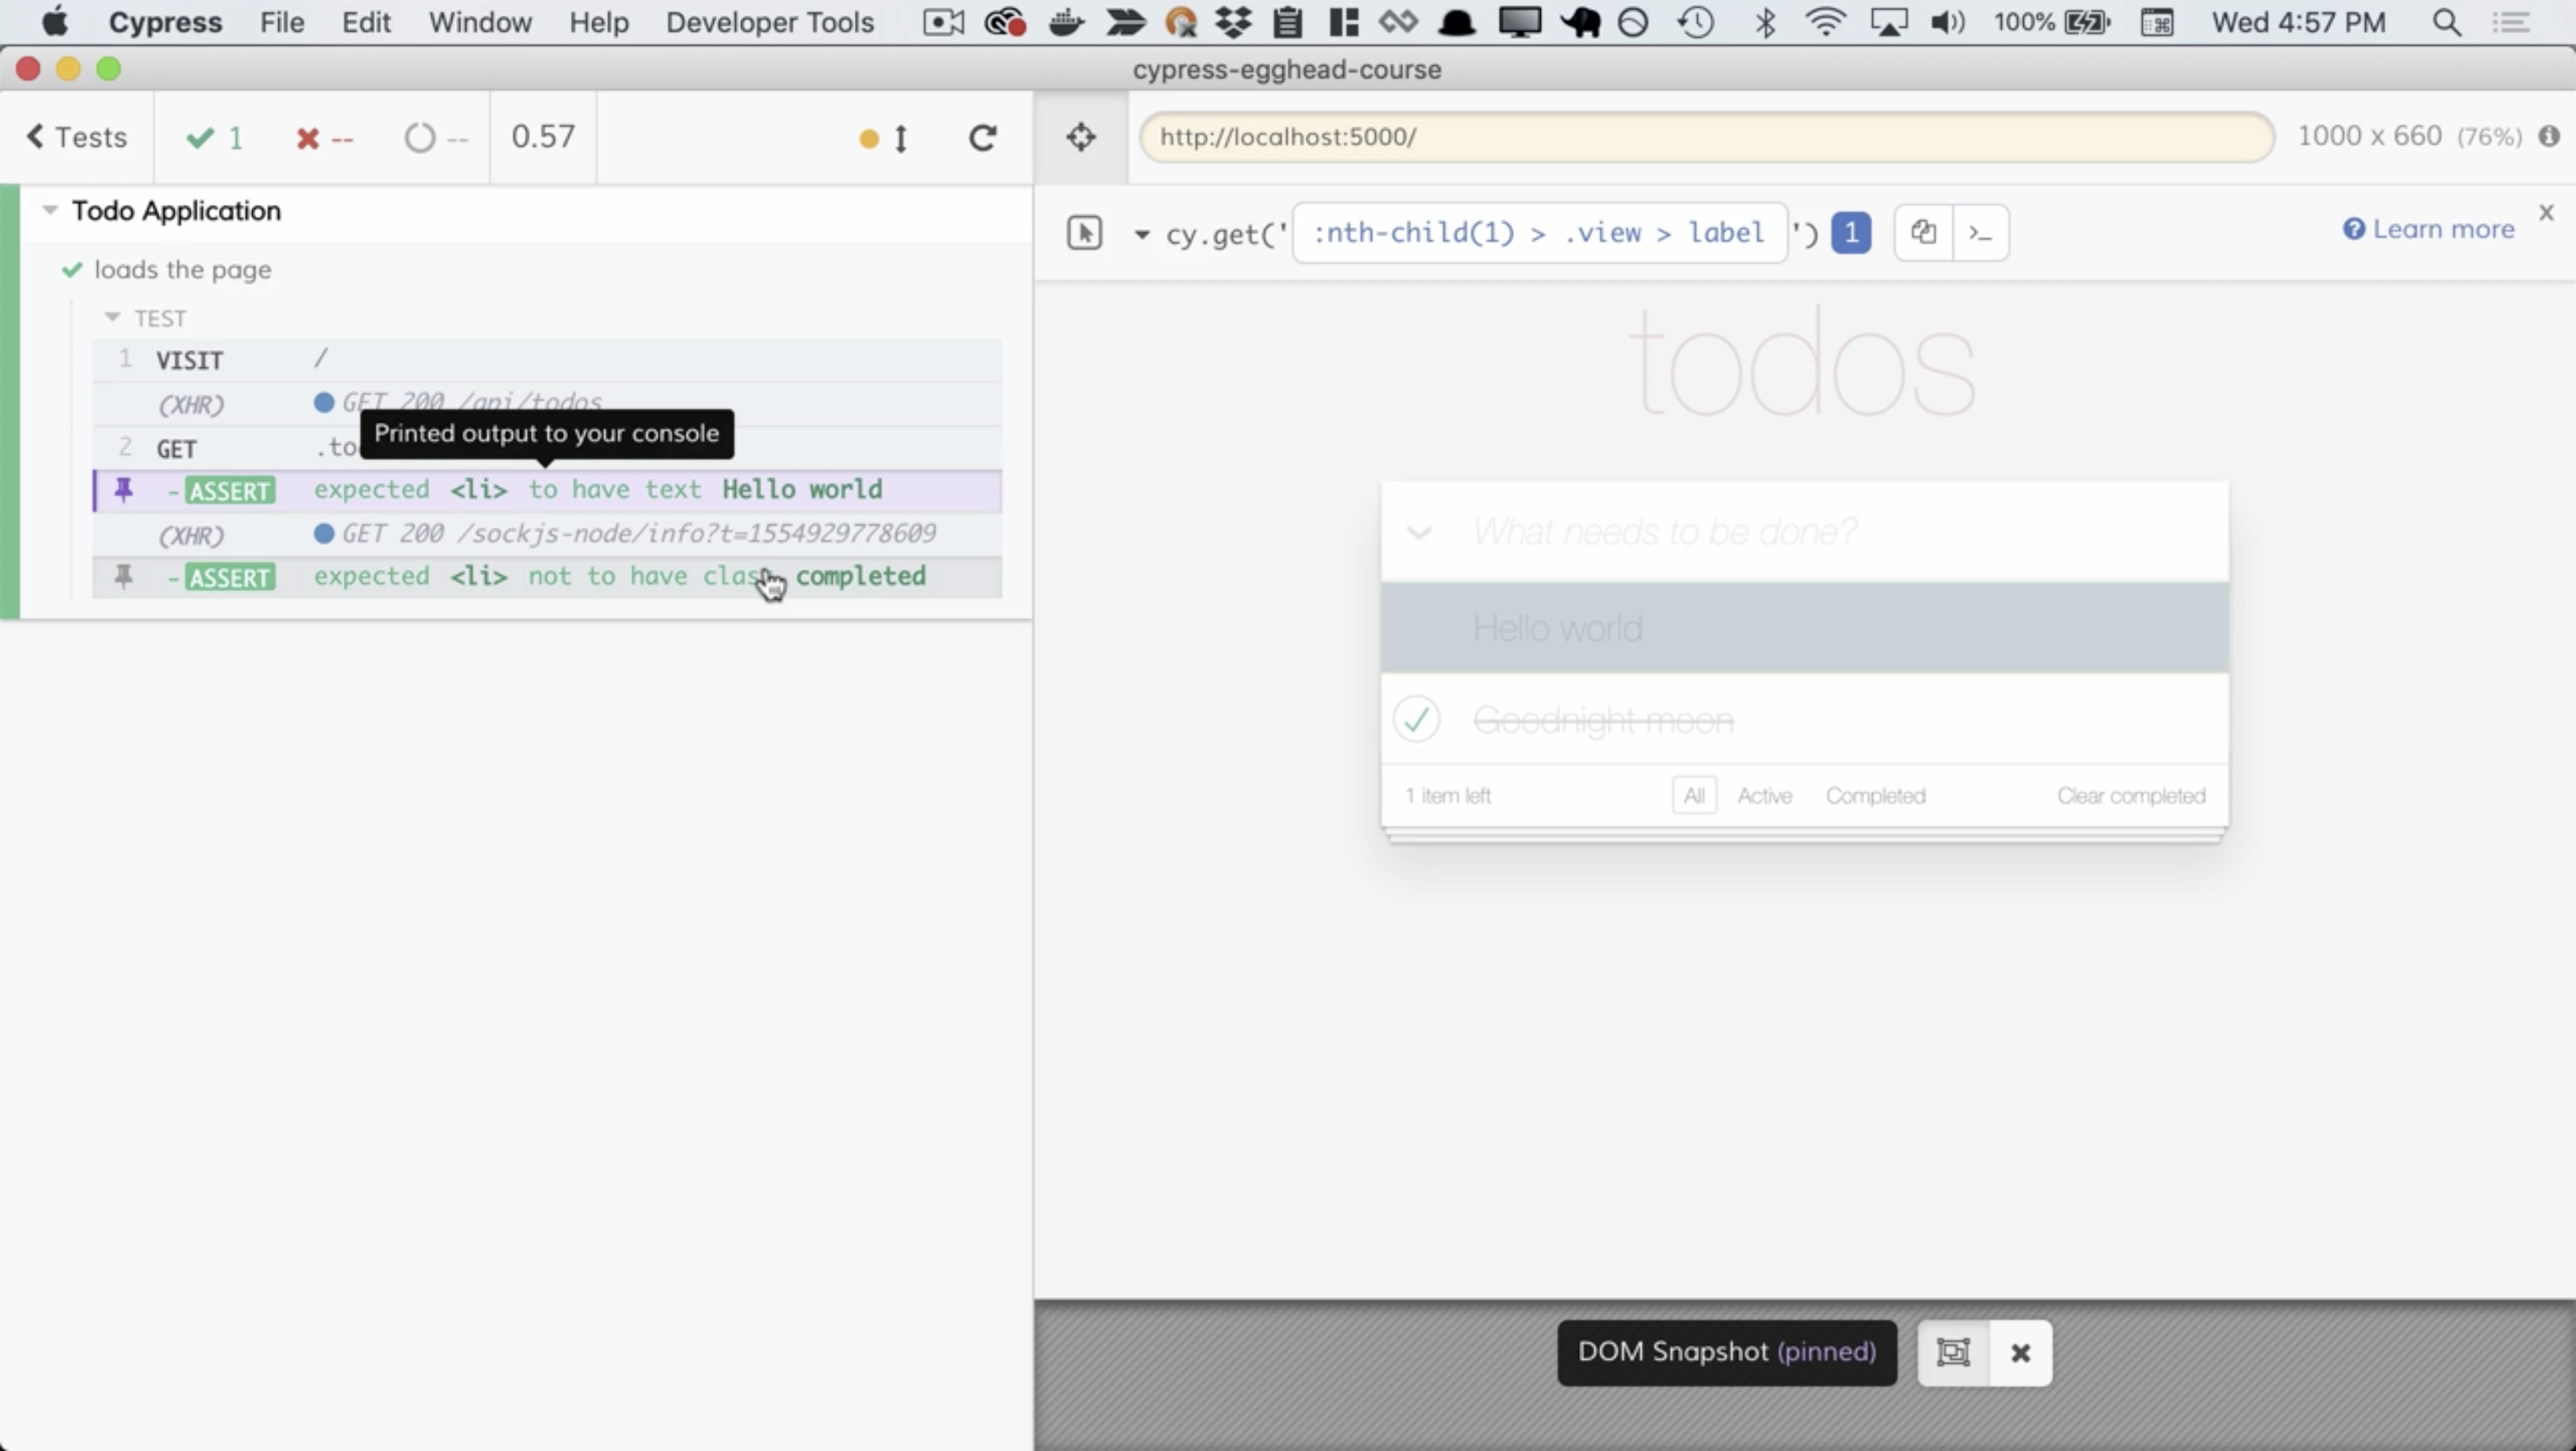 Cypress File Edit Window Help Developer Tools 100% Wed 4:57 PM
cypress-egghead-course
Tests 1 -- -- 0.57 http://localhost:5000/ 1000 x 660 (76%)
Todo Application
cy.get(' :nth-child(1) > .view > label ') 1 >_ Learn more x
loads the page
TEST
1 VISIT /
(XHR) GET 200 /api/todos
Printed output to your console
2 GET
- ASSERT expected <li> to have text Hello world
(XHR) GET 200 /sockjs-node/info?t=1554929778609
- ASSERT expected <li> not to have class completed
todos
What needs to be done?
Hello world
Goodnight moon
1 item left All Active Completed Clear completed
DOM Snapshot (pinned)